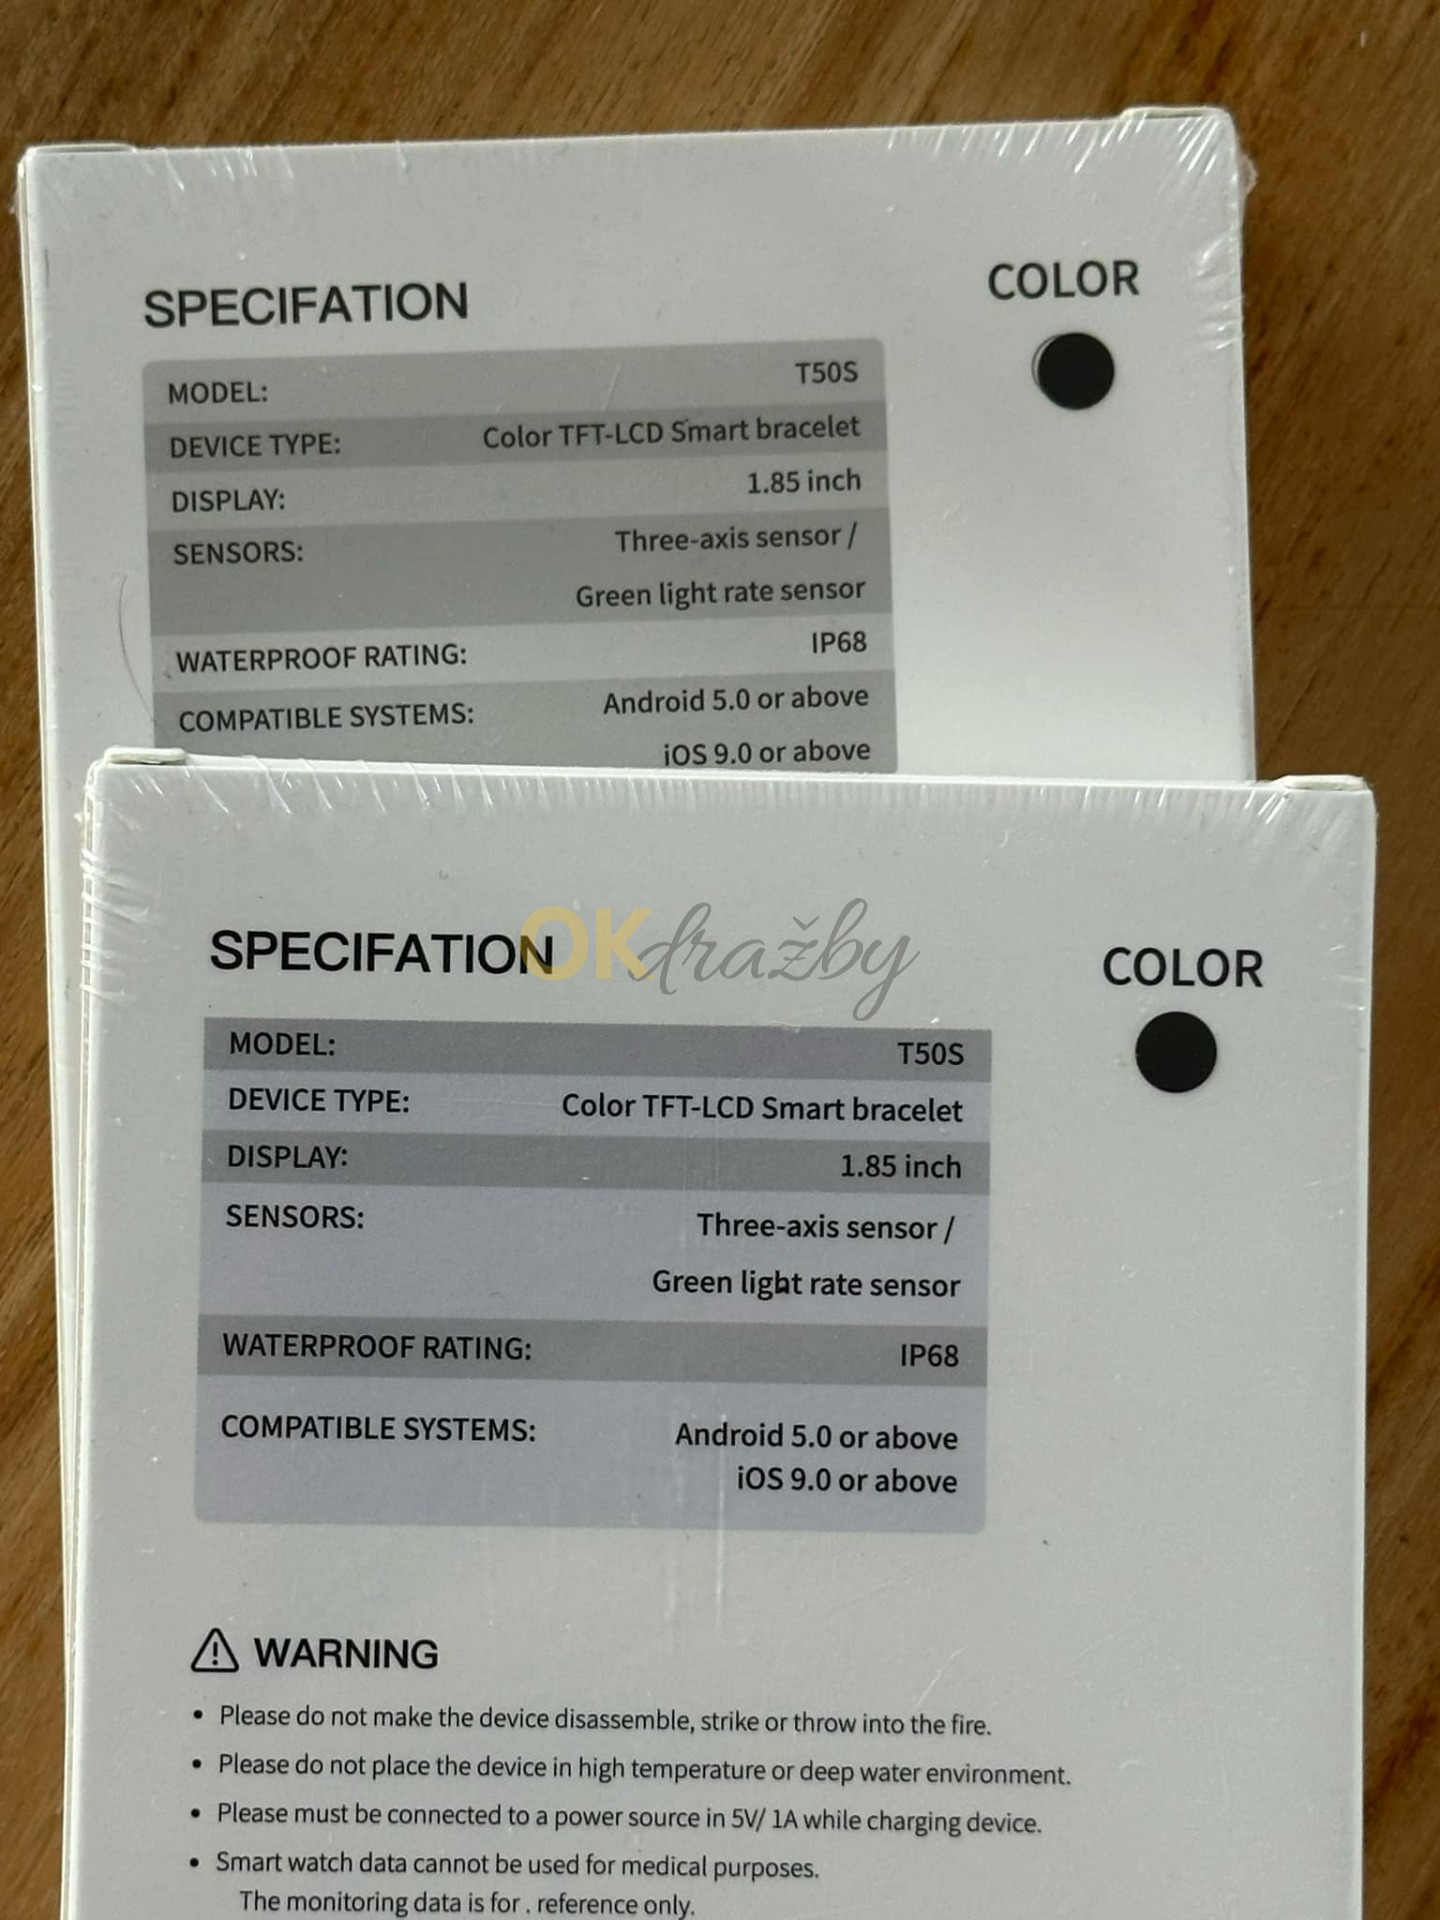 SPECIFATION
COLOR
MODEL: T50S
DEVICE TYPE: Color TFT-LCD Smart bracelet
DISPLAY: 1.85 inch
SENSORS: Three-axis sensor /
Green light rate sensor
WATERPROOF RATING: IP68
COMPATIBLE SYSTEMS: Android 5.0 or above
iOS 9.0 or above
OKdražby
SPECIFATION
COLOR
MODEL: T50S
DEVICE TYPE: Color TFT-LCD Smart bracelet
DISPLAY: 1.85 inch
SENSORS: Three-axis sensor /
Green light rate sensor
WATERPROOF RATING: IP68
COMPATIBLE SYSTEMS: Android 5.0 or above
iOS 9.0 or above
WARNING
• Please do not make the device disassemble, strike or throw into the fire.
• Please do not place the device in high temperature or deep water environment.
• Please must be connected to a power source in 5V/ 1A while charging device.
• Smart watch data cannot be used for medical purposes.
The monitoring data is for . reference only.